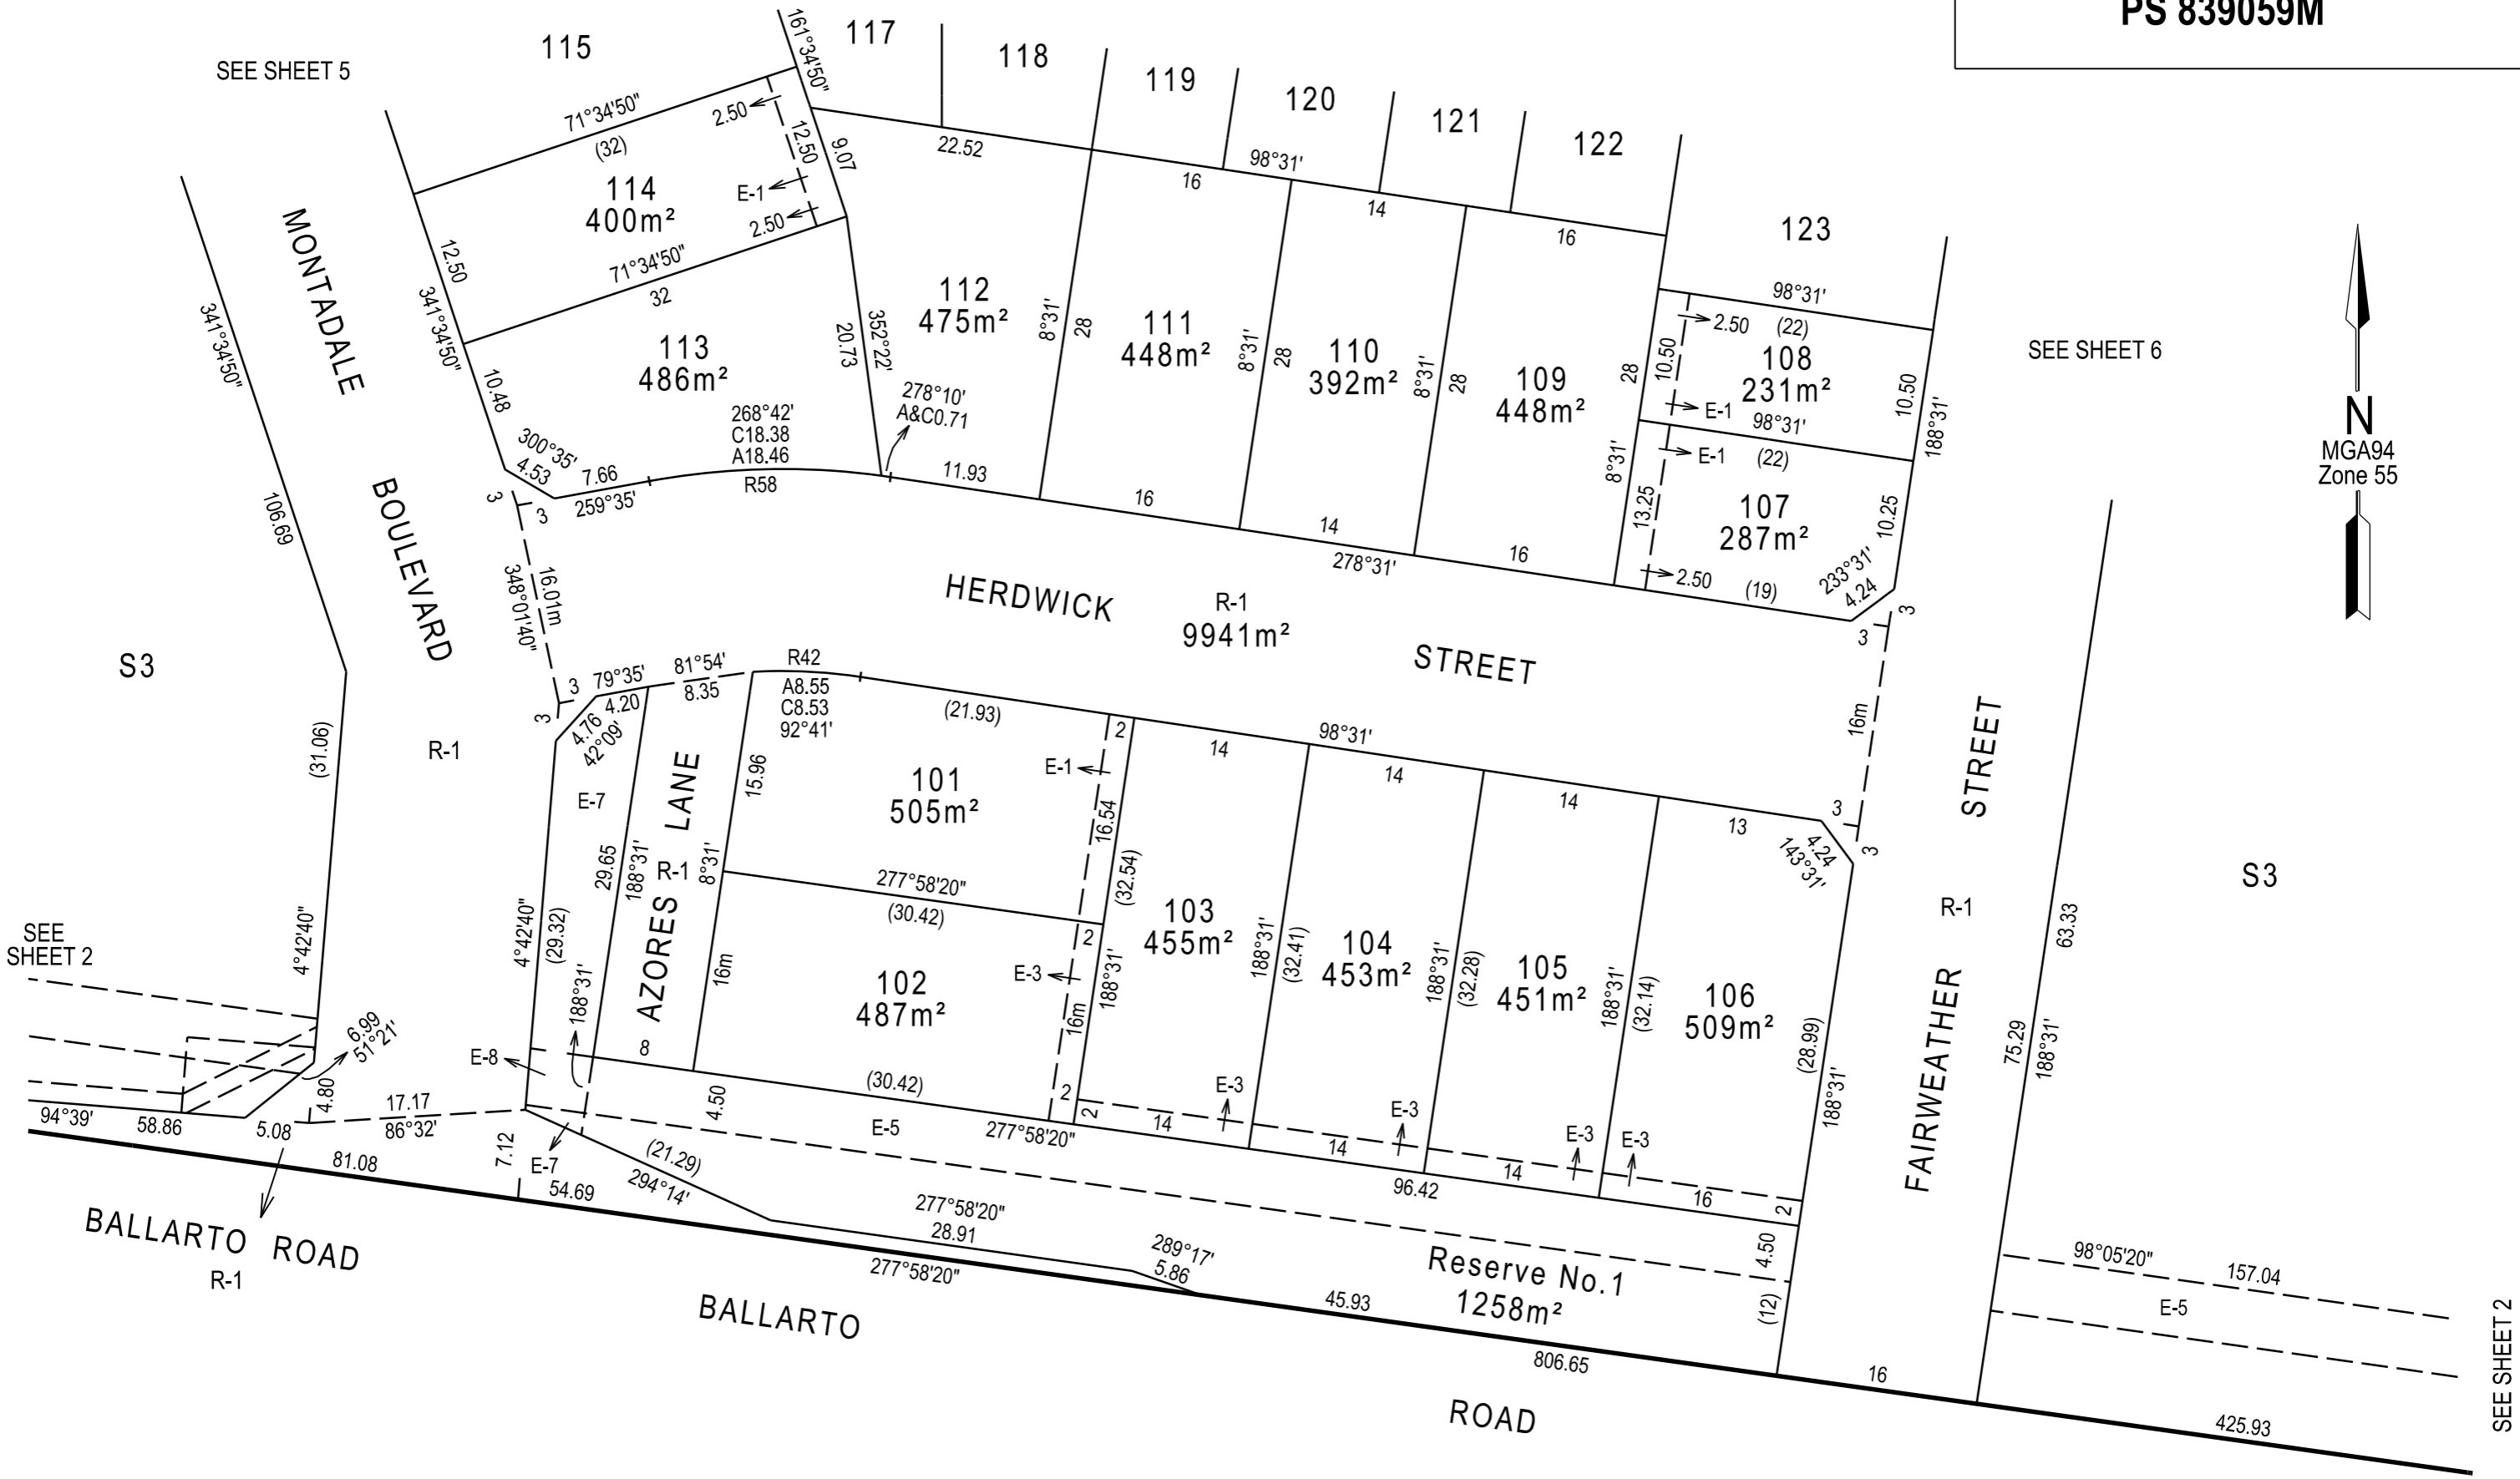 PS 839059M
SEE SHEET 5
115
161°34'50"
117
118
119
120
121
122
123
71°34'50"
(32)
2.50
12.50
9.07
22.52
98°31'
16
14
16
114
400m²
E-1
2.50
71°34'50"
32
MONTADALE
BOULEVARD
341°34'50"
106.69
12.50
341°34'50"
10.48
113
486m²
20.73
352°22'
112
475m²
8°31'
28
111
448m²
8°31'
28
110
392m²
8°31'
28
109
448m²
28
8°31'
98°31'
2.50
(22)
10.50
108
231m²
10.50
188°31'
E-1
98°31'
E-1
(22)
13.25
107
287m²
10.25
2.50
(19)
233°31'
4.24
3
3
SEE SHEET 6
N
MGA94
Zone 55
268°42'
C18.38
A18.46
R58
278°10'
A&C0.71
300°35'
4.53
7.66
259°35'
3
3
11.93
16
14
16
278°31'
16.01m
348°01'40"
HERDWICK
STREET
R-1
9941m²
S3
(31.06)
R-1
3
3
79°35'
4.20
4.76
42°09'
81°54'
8.35
R42
A8.55
C8.53
92°41'
(21.93)
2
14
98°31'
14
14
13
3
3
4.24
143°31'
16m
STREET
FAIRWEATHER
R-1
S3
63.33
75.29
188°31'
E-7
29.65
188°31'
AZORES LANE
R-1
8°31'
15.96
101
505m²
E-1
16.54
(32.54)
277°58'20"
(30.42)
2
102
487m²
16m
E-3
188°31'
16m
103
455m²
188°31'
(32.41)
104
453m²
188°31'
(32.28)
105
451m²
188°31'
(32.14)
106
509m²
(28.99)
188°31'
SEE
SHEET 2
4°42'40"
4°42'40"
(29.32)
188°31'
E-8
8
(30.42)
4.50
2
2
E-3
E-3
E-3
E-3
14
14
14
16
2
6.99
51°21'
4.80
17.17
86°32'
94°39'
58.86
5.08
81.08
7.12
E-7
54.69
(21.29)
294°14'
E-5
277°58'20"
96.42
277°58'20"
28.91
289°17'
5.86
277°58'20"
45.93
Reserve No.1
1258m²
4.50
(12)
806.65
16
98°05'20"
157.04
E-5
425.93
SEE SHEET 2
BALLARTO ROAD
R-1
BALLARTO
ROAD